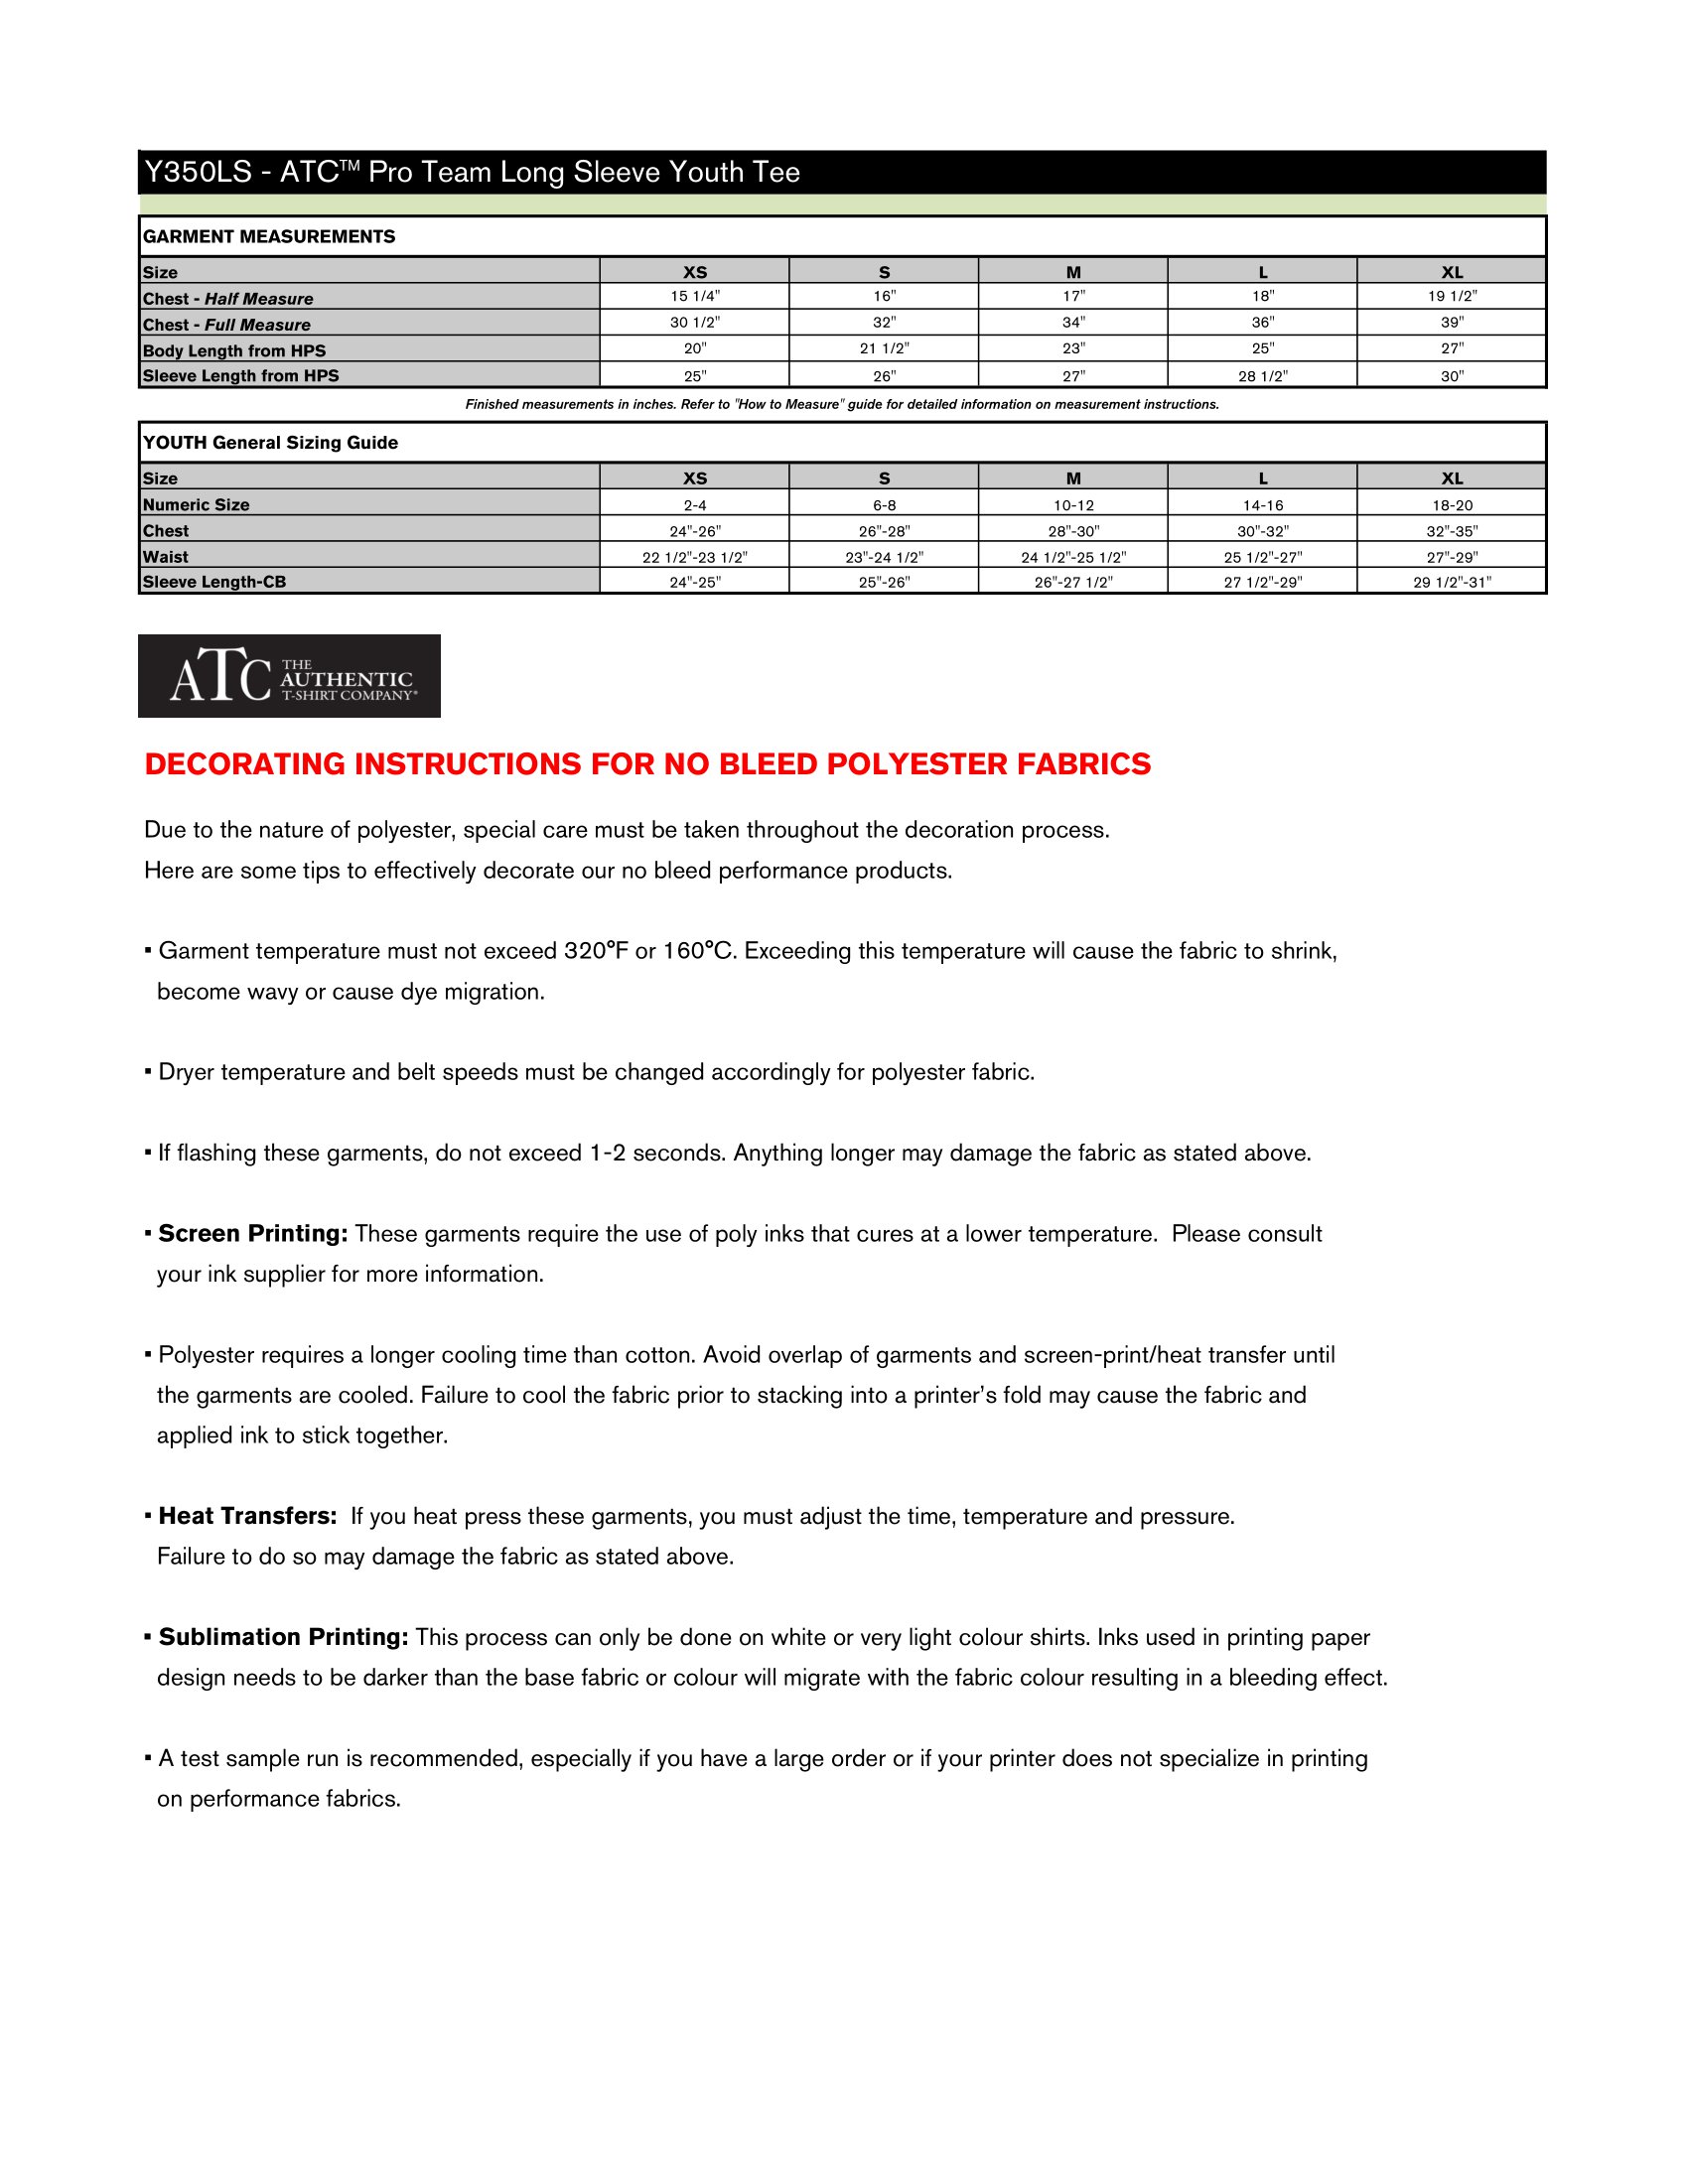 Y350LS - ATC™ Pro Team Long Sleeve Youth Tee
GARMENT MEASUREMENTS
Size XS S M L XL
Chest - Half Measure 15 1/4" 16" 17" 18" 19 1/2"
Chest - Full Measure 30 1/2" 32" 34" 36" 39"
Body Length from HPS 20" 21 1/2" 23" 25" 27"
Sleeve Length from HPS 25" 26" 27" 28 1/2" 30"
Finished measurements in inches. Refer to "How to Measure" guide for detailed information on measurement instructions.
YOUTH General Sizing Guide
Size XS S M L XL
Numeric Size 2-4 6-8 10-12 14-16 18-20
Chest 24"-26" 26"-28" 28"-30" 30"-32" 32"-35"
Waist 22 1/2"-23 1/2" 23"-24 1/2" 24 1/2"-25 1/2" 25 1/2"-27" 27"-29"
Sleeve Length-CB 24"-25" 25"-26" 26"-27 1/2" 27 1/2"-29" 29 1/2"-31"
ATC THE
AUTHENTIC
T-SHIRT COMPANY®
DECORATING INSTRUCTIONS FOR NO BLEED POLYESTER FABRICS
Due to the nature of polyester, special care must be taken throughout the decoration process.
Here are some tips to effectively decorate our no bleed performance products.
▪ Garment temperature must not exceed 320°F or 160°C. Exceeding this temperature will cause the fabric to shrink,
become wavy or cause dye migration.
▪ Dryer temperature and belt speeds must be changed accordingly for polyester fabric.
▪ If flashing these garments, do not exceed 1-2 seconds. Anything longer may damage the fabric as stated above.
▪ Screen Printing: These garments require the use of poly inks that cures at a lower temperature.  Please consult
your ink supplier for more information.
▪ Polyester requires a longer cooling time than cotton. Avoid overlap of garments and screen-print/heat transfer until
the garments are cooled. Failure to cool the fabric prior to stacking into a printer’s fold may cause the fabric and
applied ink to stick together.
▪ Heat Transfers:  If you heat press these garments, you must adjust the time, temperature and pressure.
Failure to do so may damage the fabric as stated above.
▪ Sublimation Printing: This process can only be done on white or very light colour shirts. Inks used in printing paper
design needs to be darker than the base fabric or colour will migrate with the fabric colour resulting in a bleeding effect.
▪ A test sample run is recommended, especially if you have a large order or if your printer does not specialize in printing
on performance fabrics.